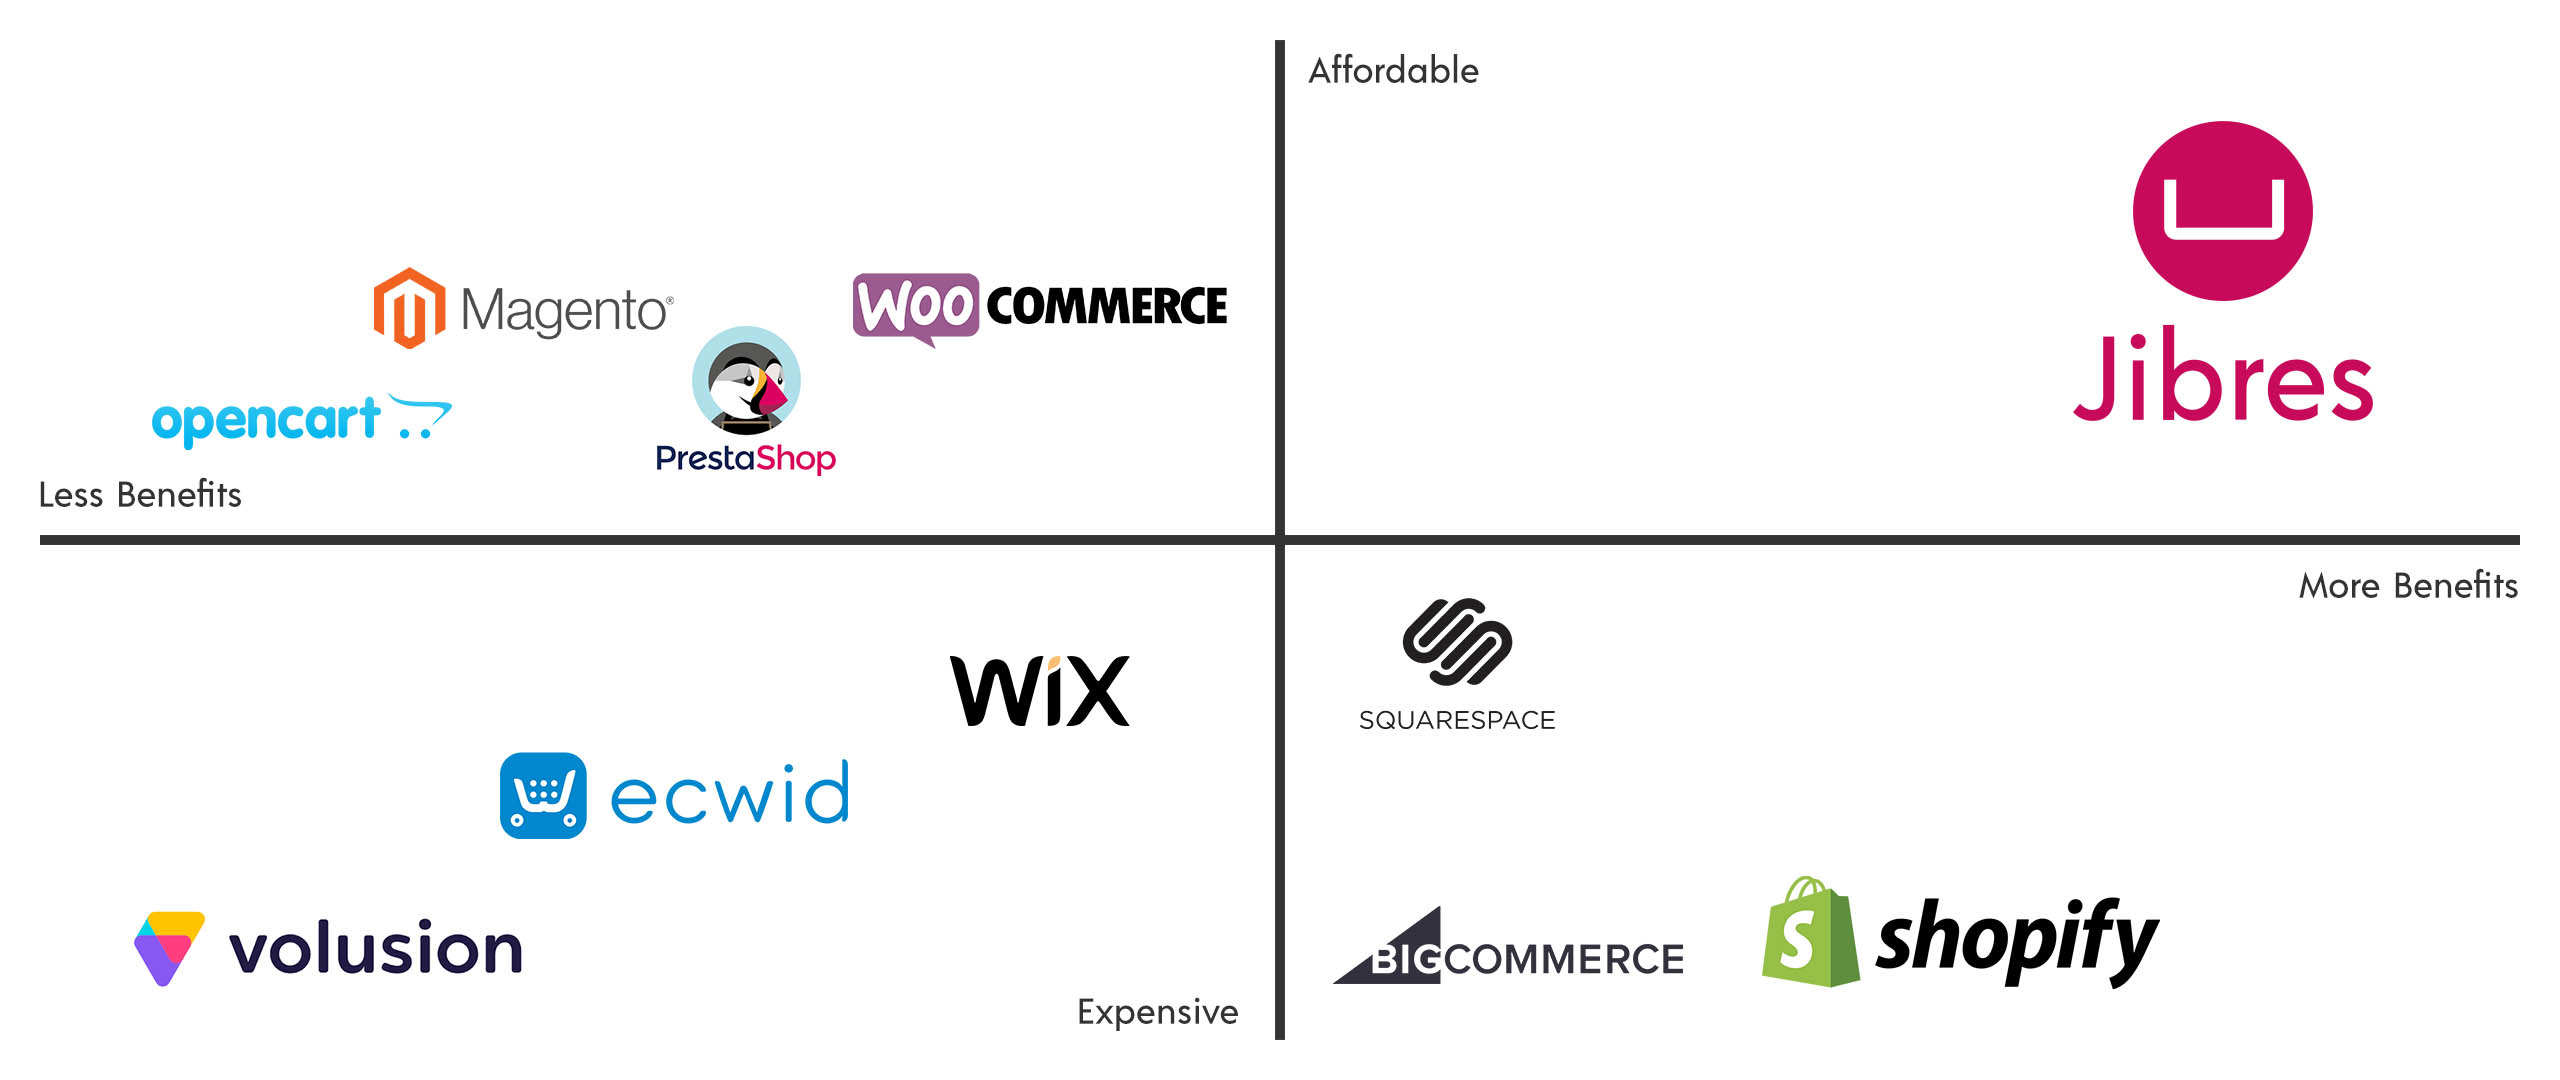 Affordable
Magento®
WOO COMMERCE
Jibres
opencart
PrestaShop
Less Benefits
More Benefits
WiX
SQUARESPACE
ecwid
volusion
BIGCOMMERCE
S shopify
Expensive